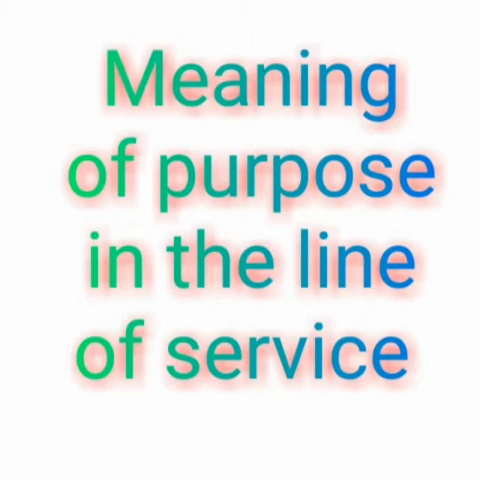 Meaning
of purpose
in the line
of service